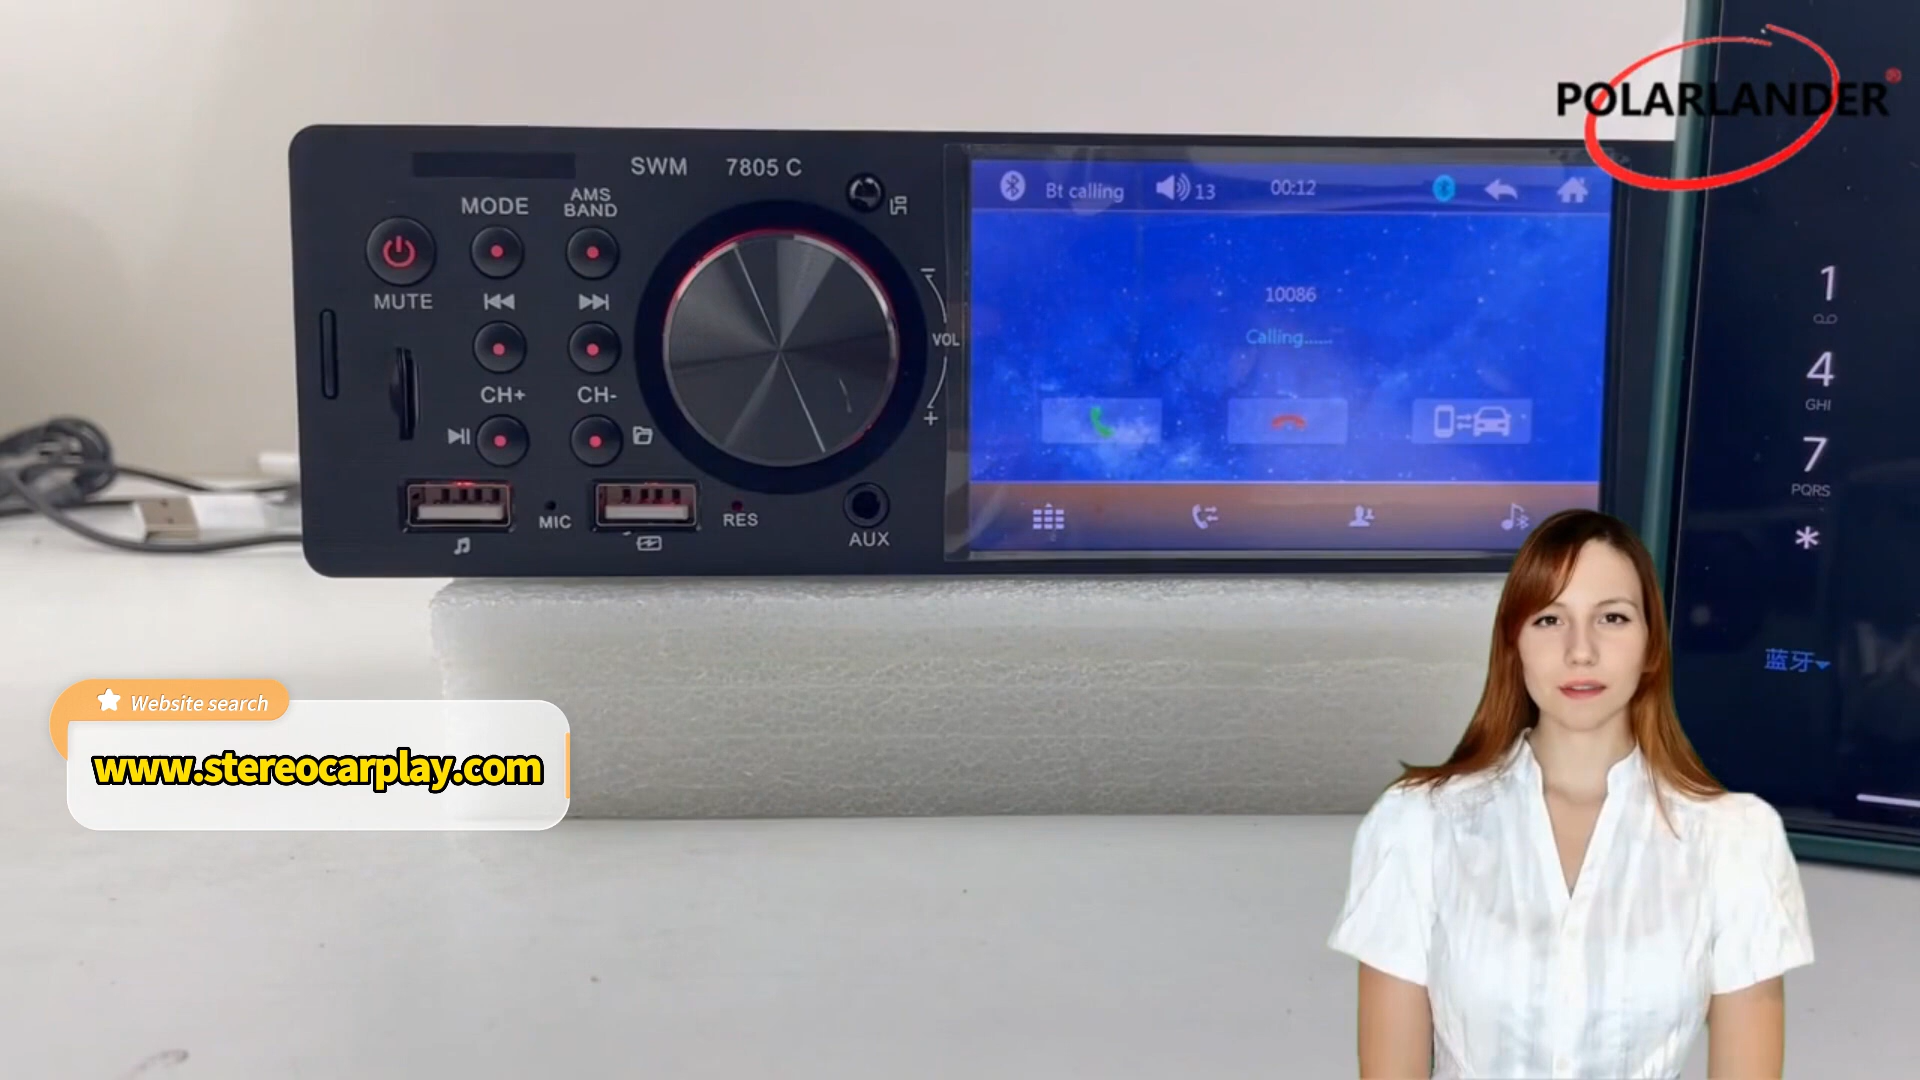 POLARLANDER®
SWM 7805 C
MODE
AMS
BAND
MUTE
CH+ CH-
VOL
MIC
RES
AUX
Bt calling 13 00:12
10086
Calling......
1
4
GHI
7
PQRS
*
蓝牙
Website search
www.stereocarplay.com